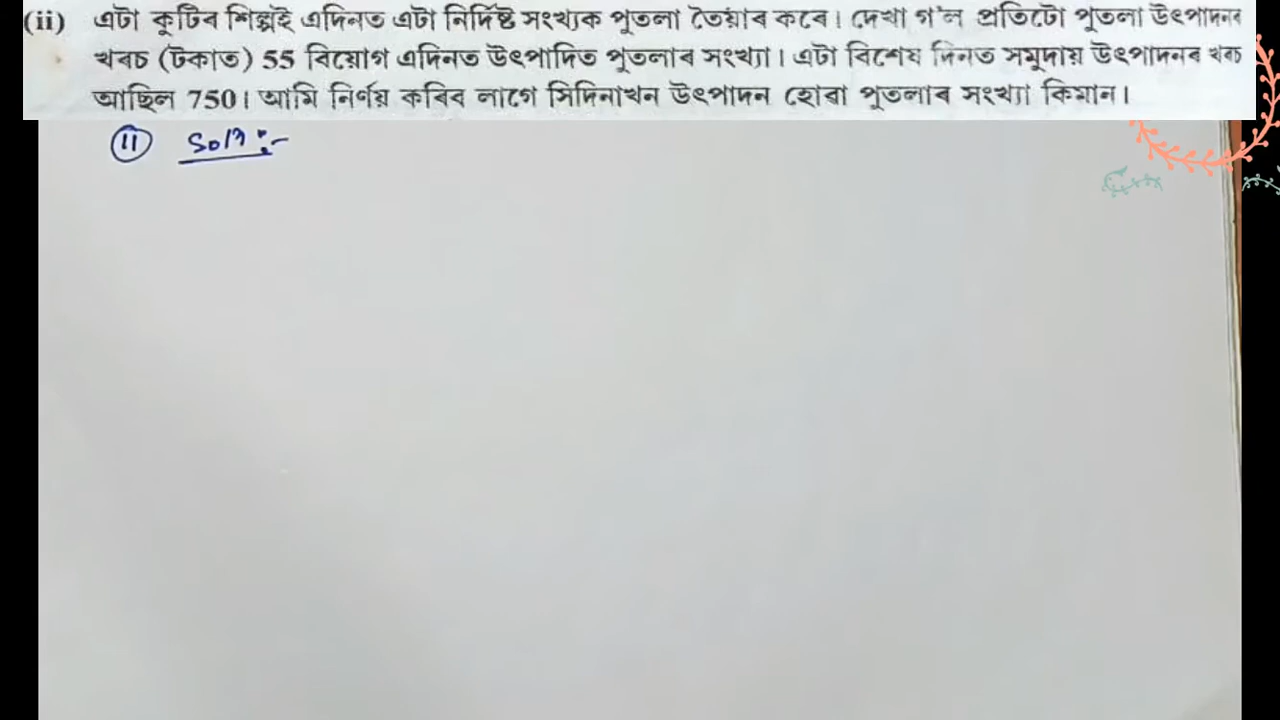 (ii) এটা কুটিৰ শিল্পই এদিনত এটা নিৰ্দিষ্ট সংখ্যক পুতলা তৈয়াৰ কৰে। দেখা গ'ল প্ৰতিটো পুতলা উৎপাদনৰ
খৰচ (টকাত) 55 বিয়োগ এদিনত উৎপাদিত পুতলাৰ সংখ্যা। এটা বিশেষ দিনত সমুদায় উৎপাদনৰ খৰচ
আছিল 750। আমি নিৰ্ণয় কৰিব লাগে সিদিনাখন উৎপাদন হোৱা পুতলাৰ সংখ্যা কিমান।
(ii) Soln :-